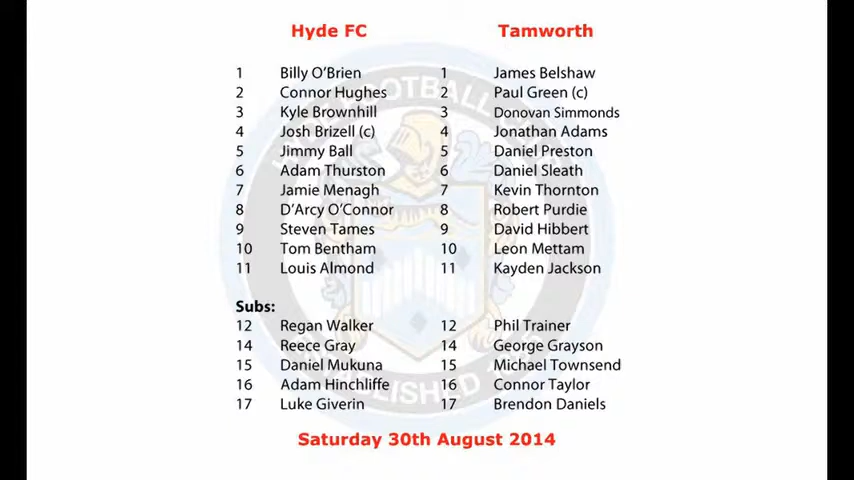 Hyde FC Tamworth
1 Billy O'Brien 1 James Belshaw
2 Connor Hughes 2 Paul Green (c)
3 Kyle Brownhill 3 Donovan Simmonds
4 Josh Brizell (c) 4 Jonathan Adams
5 Jimmy Ball 5 Daniel Preston
6 Adam Thurston 6 Daniel Sleath
7 Jamie Menagh 7 Kevin Thornton
8 D'Arcy O'Connor 8 Robert Purdie
9 Steven Tames 9 David Hibbert
10 Tom Bentham 10 Leon Mettam
11 Louis Almond 11 Kayden Jackson
Subs:
12 Regan Walker 12 Phil Trainer
14 Reece Gray 14 George Grayson
15 Daniel Mukuna 15 Michael Townsend
16 Adam Hinchliffe 16 Connor Taylor
17 Luke Giverin 17 Brendon Daniels
Saturday 30th August 2014